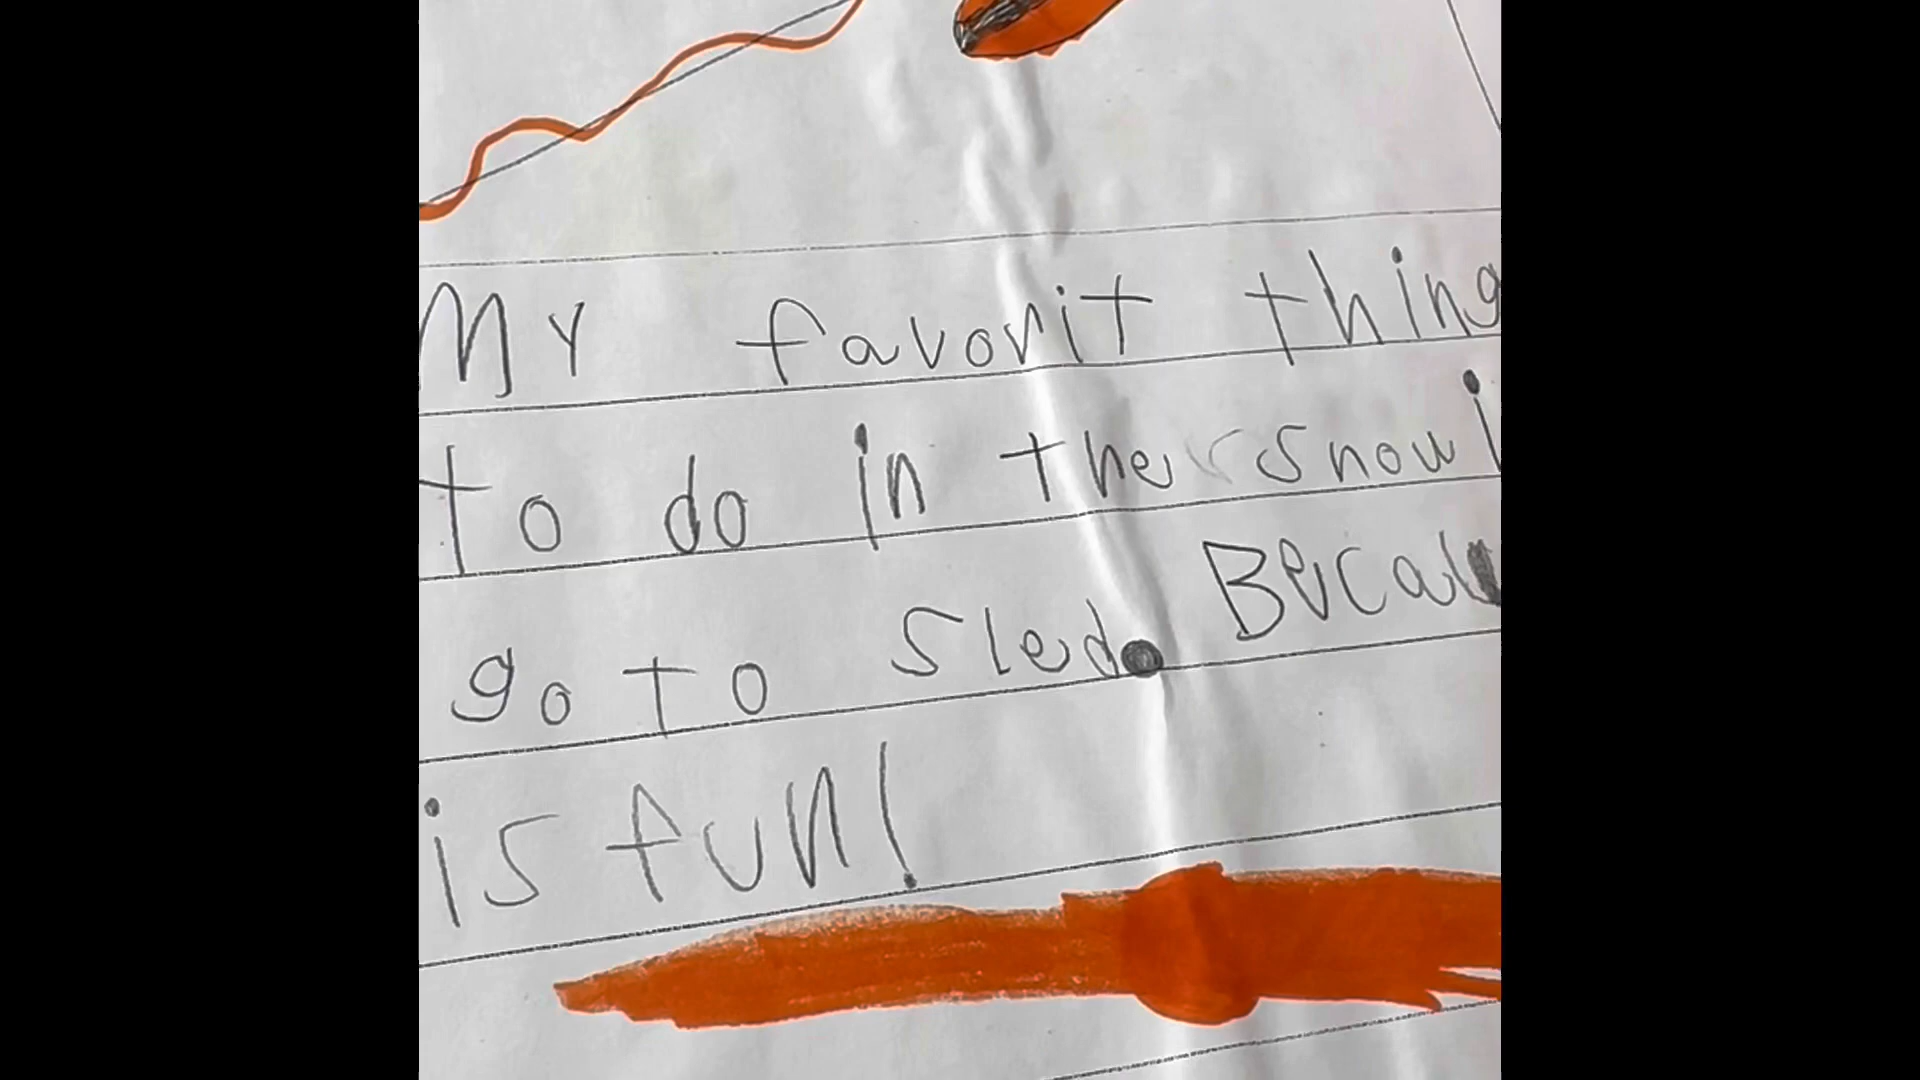 My favorit thing
to do in the snow i
go to sled. Becau
is fun!